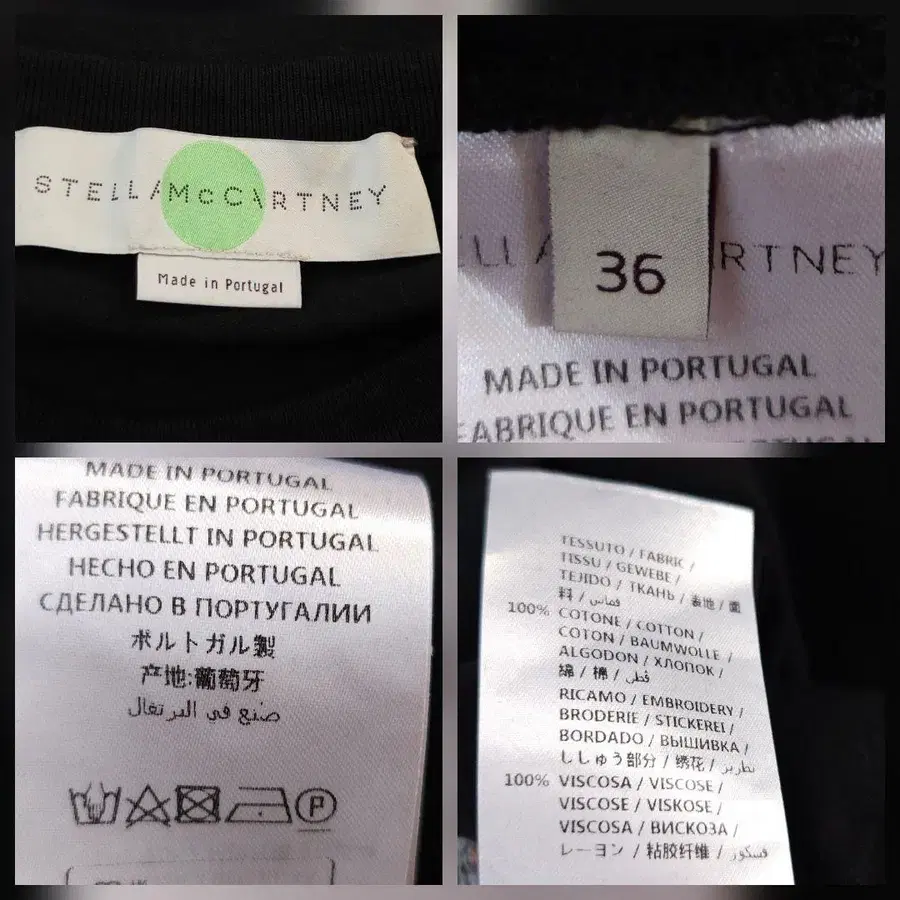 STELLA McCARTNEY
Made in Portugal
36
RTNEY
MADE IN PORTUGAL
FABRIQUE EN PORTUGAL
MADE IN PORTUGAL
FABRIQUE EN PORTUGAL
HERGESTELLT IN PORTUGAL
HECHO EN PORTUGAL
СДЕЛАНО В ПОРТУГАЛИИ
ポルトガル製
产地:葡萄牙
صنع في البرتغال
P
TESSUTO / FABRIC /
TISSU / GEWEBE /
TEJIDO / ТКАНЬ / 表地 / 面
料 / قماش /
100% COTONE / COTTON /
COTON / BAUMWOLLE /
ALGODON / ХЛОПОК /
綿 / 棉 / قطن /
RICAMO / EMBROIDERY /
BRODERIE / STICKEREI /
BORDADO / ВЫШИВКА /
ししゅう部分 / 绣花 / تطريز /
100% VISCOSA / VISCOSE /
VISCOSE / VISKOSE /
VISCOSA / ВИСКОЗА /
レーヨン / 粘胶纤维 / فسكوز /